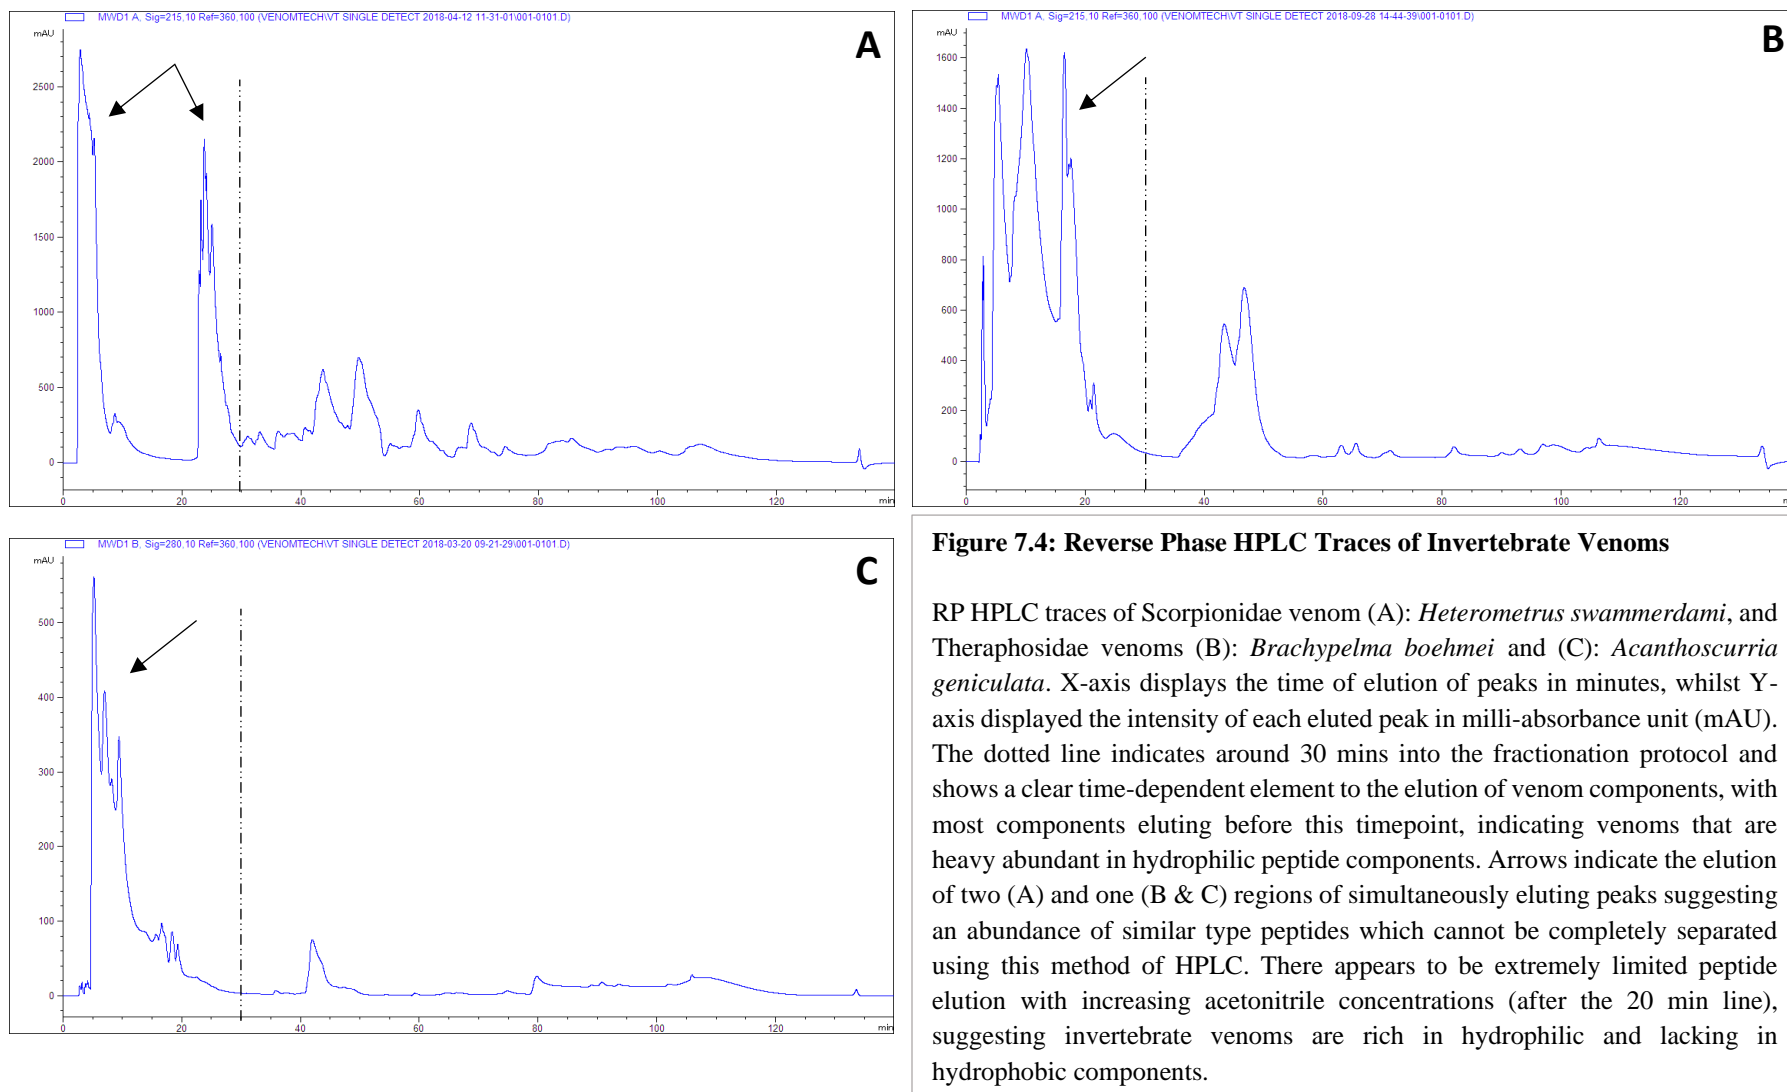 MWD1 A, Sig=215,10 Ref=360,100 (VENOMTECH\VT SINGLE DETECT 2018-04-12 11-31-01\001-0101.D)
mAU
A
2500
2000
1500
1000
500
0
0 20 40 60 80 100 120 min
MWD1 A, Sig=215,10 Ref=360,100 (VENOMTECH\VT SINGLE DETECT 2018-09-28 14-44-39\001-0101.D)
mAU
B
1600
1400
1200
1000
800
600
400
200
0
0 20 40 60 80 100 120 m
MWD1 B, Sig=280,10 Ref=360,100 (VENOMTECH\VT SINGLE DETECT 2018-03-20 09-21-29\001-0101.D)
mAU
C
500
400
300
200
100
0
0 20 40 60 80 100 120 min
Figure 7.4: Reverse Phase HPLC Traces of Invertebrate Venoms
RP HPLC traces of Scorpionidae venom (A): Heterometrus swammerdami, and
Theraphosidae venoms (B): Brachypelma boehmei and (C): Acanthoscurria
geniculata. X-axis displays the time of elution of peaks in minutes, whilst Y-
axis displayed the intensity of each eluted peak in milli-absorbance unit (mAU).
The dotted line indicates around 30 mins into the fractionation protocol and
shows a clear time-dependent element to the elution of venom components, with
most components eluting before this timepoint, indicating venoms that are
heavy abundant in hydrophilic peptide components. Arrows indicate the elution
of two (A) and one (B & C) regions of simultaneously eluting peaks suggesting
an abundance of similar type peptides which cannot be completely separated
using this method of HPLC. There appears to be extremely limited peptide
elution with increasing acetonitrile concentrations (after the 20 min line),
suggesting invertebrate venoms are rich in hydrophilic and lacking in
hydrophobic components.